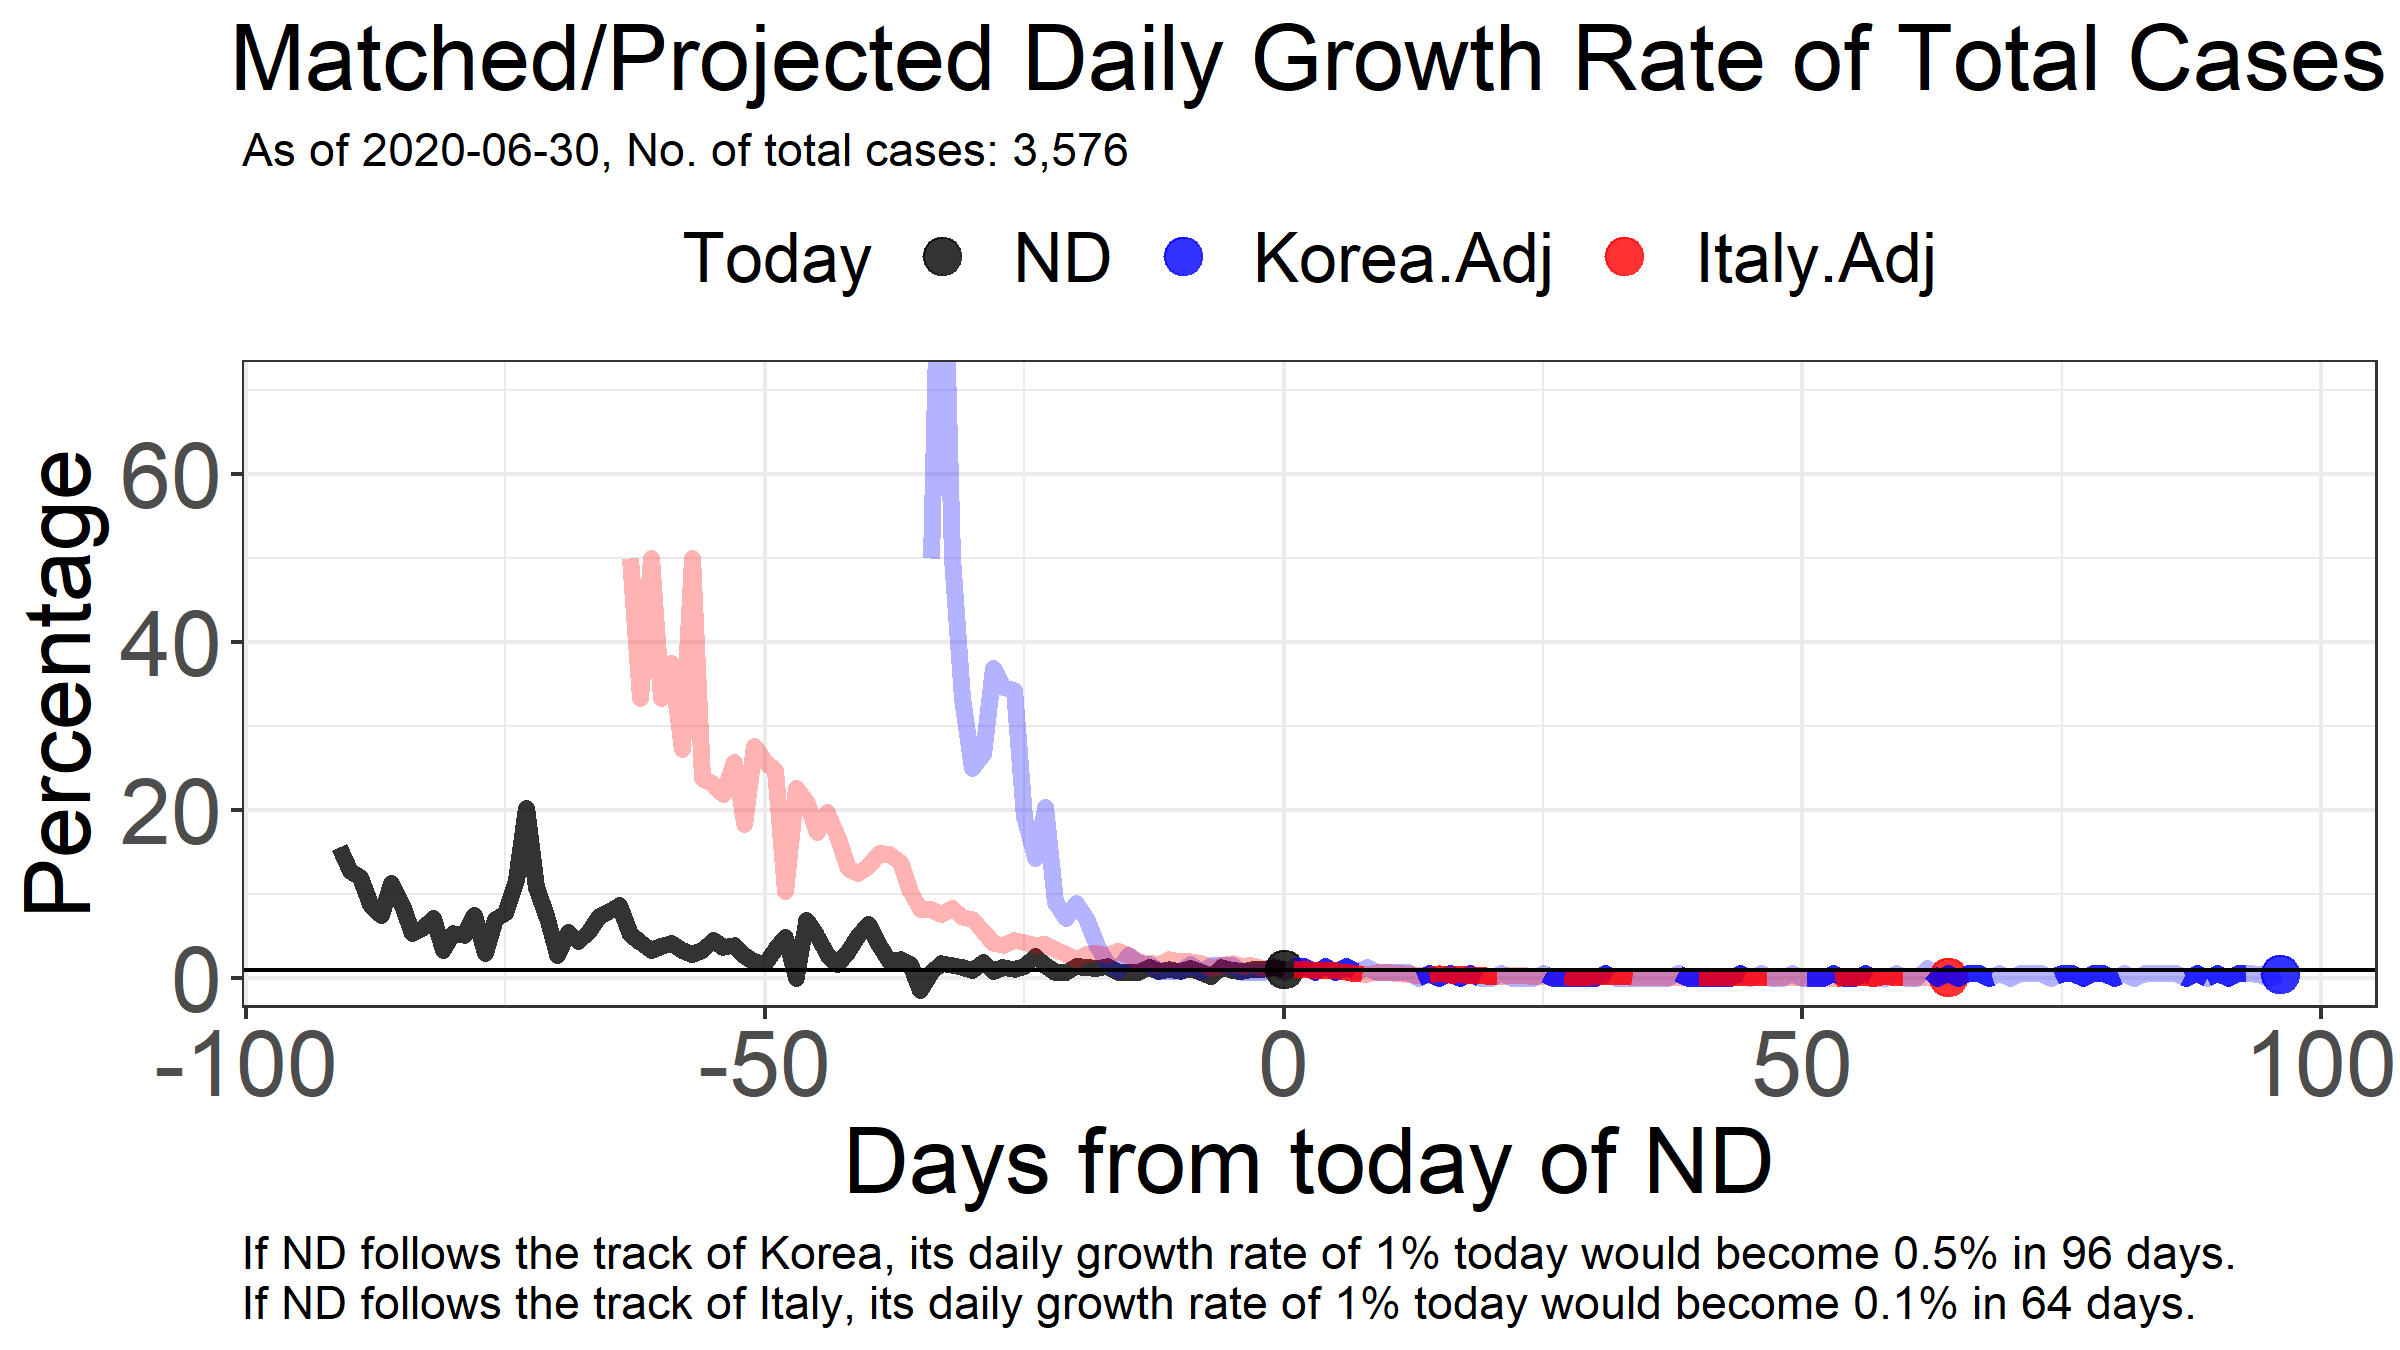 Matched/Projected Daily Growth Rate of Total Cases
As of 2020-06-30, No. of total cases: 3,576
Today ND Korea.Adj Italy.Adj
Percentage
60
40
20
0
-100 -50 0 50 100
Days from today of ND
If ND follows the track of Korea, its daily growth rate of 1% today would become 0.5% in 96 days.
If ND follows the track of Italy, its daily growth rate of 1% today would become 0.1% in 64 days.